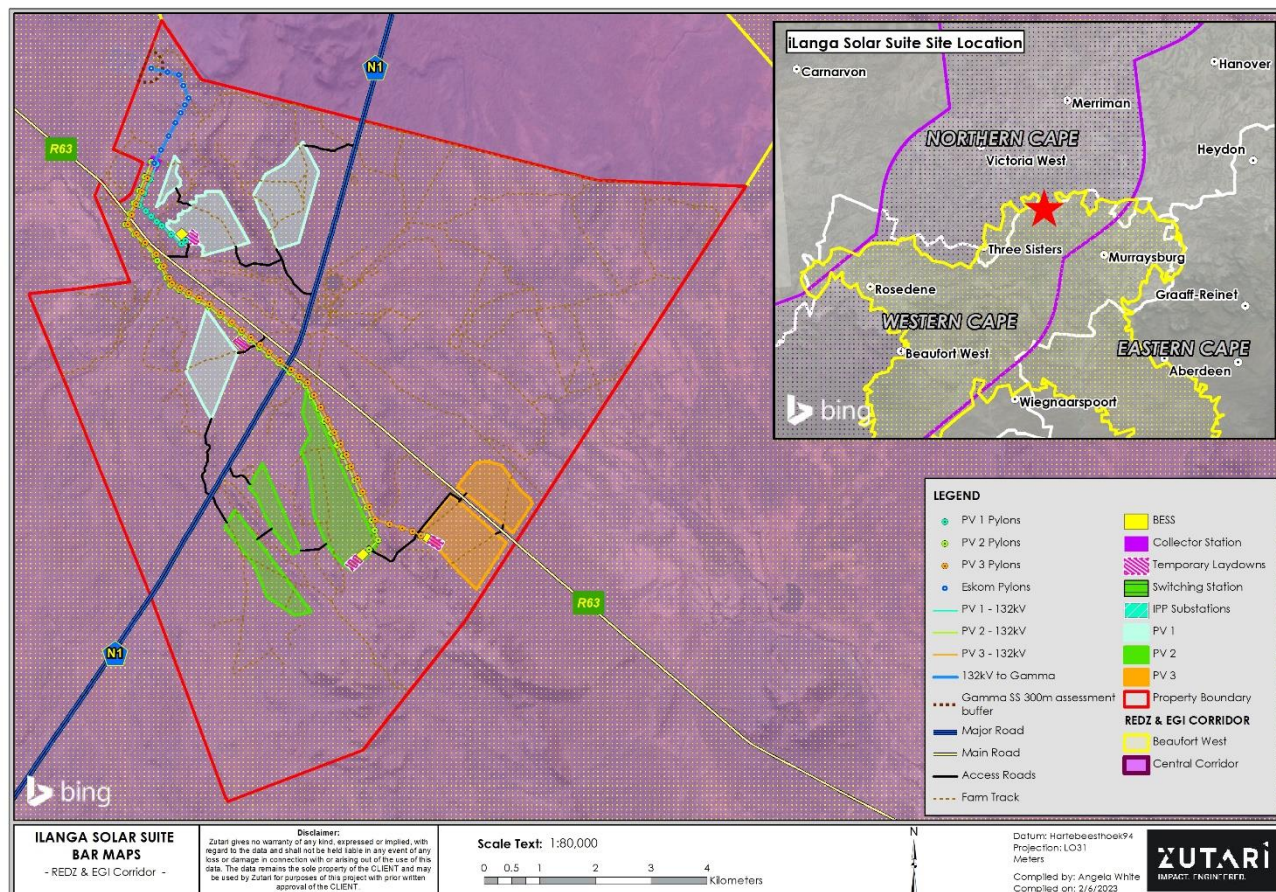 N1
R63
N1
R63
bing
iLanga Solar Suite Site Location
Carnarvon
Hanover
Merriman
NORTHERN CAPE
Victoria West
Heydon
Three Sisters
Murraysburg
Rosedene
Graaff-Reinet
WESTERN CAPE
Beaufort West
EASTERN CAPE
Aberdeen
Wiegnaarspoort
bing
LEGEND
PV 1 Pylons
PV 2 Pylons
PV 3 Pylons
Eskom Pylons
PV 1 - 132kV
PV 2 - 132kV
PV 3 - 132kV
132kV to Gamma
Gamma SS 300m assessment
buffer
Major Road
Main Road
Access Roads
Farm Track
BESS
Collector Station
Temporary Laydowns
Switching Station
IPP Substations
PV 1
PV 2
PV 3
Property Boundary
REDZ & EGI CORRIDOR
Beaufort West
Central Corridor
ILANGA SOLAR SUITE
BAR MAPS
- REDZ & EGI Corridor -
Disclaimer:
Zutari gives no warranty of any kind, expressed or implied, with
regard to the data and shall not be held liable in any event of any
loss or damage in connection with or arising out of the use of this
data. The data remains the sole property of the CLIENT and may
be used by Zutari for purposes of this project with prior written
approval of the CLIENT.
Scale Text: 1:80,000
0 0.5 1 2 3 4
Kilometers
N
Datum: Hartebeesthoek94
Projection: LO31
Meters
Compiled by: Angela White
Compiled on: 2/6/2023
ZUTARI
IMPACT. ENGINEERED.